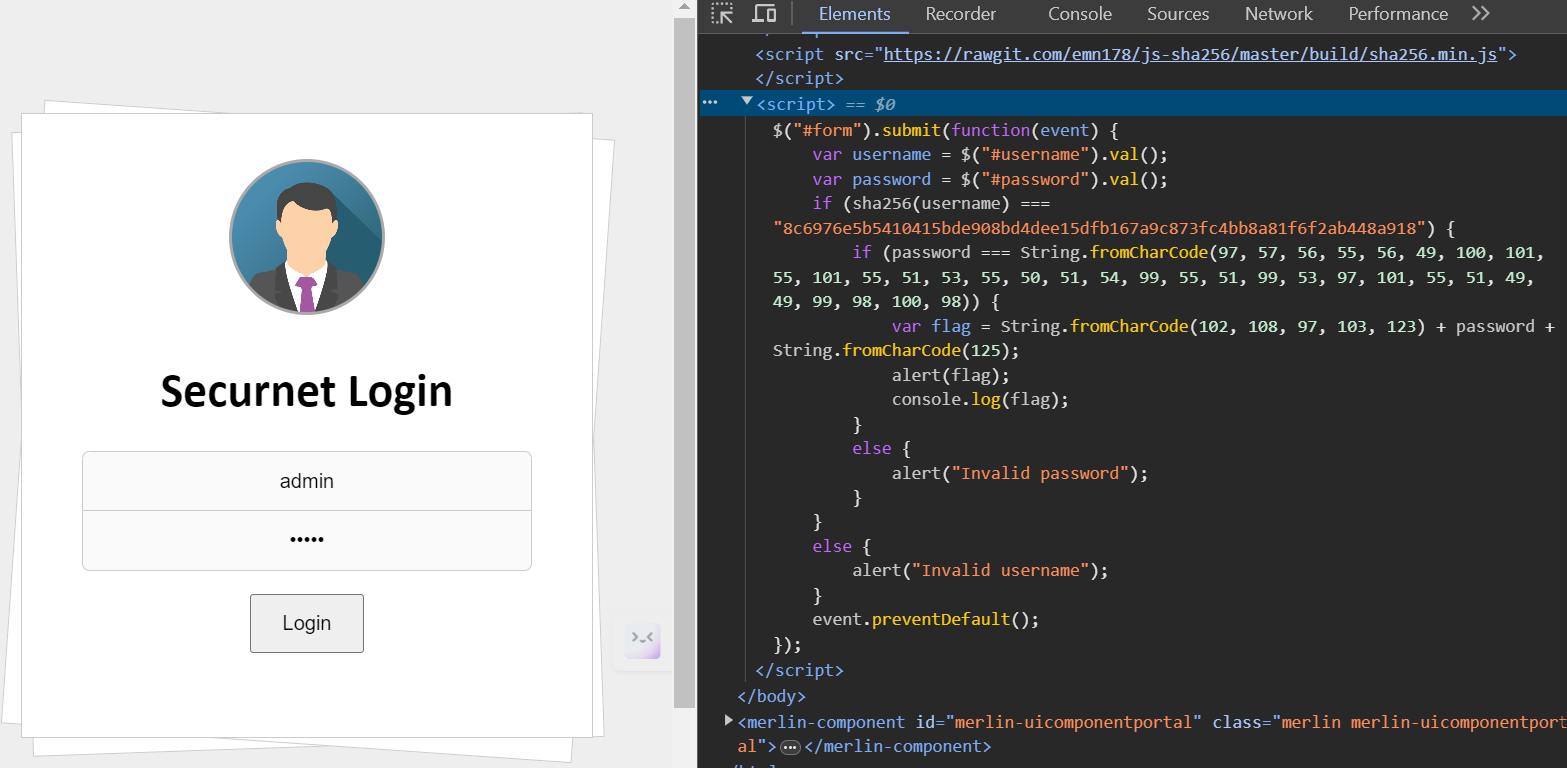 Elements Recorder Console Sources Network Performance
<script src="https://rawgit.com/emn178/js-sha256/master/build/sha256.min.js">
</script>
<script> == $0
$("#form").submit(function(event) {
var username = $("#username").val();
var password = $("#password").val();
if (sha256(username) ===
"8c6976e5b5410415bde908bd4dee15dfb167a9c873fc4bb8a81f6f2ab448a918") {
if (password === String.fromCharCode(97, 57, 56, 55, 56, 49, 100, 101,
55, 101, 55, 51, 53, 55, 50, 51, 54, 99, 55, 51, 99, 53, 97, 101, 55, 51, 49,
49, 99, 98, 100, 98)) {
var flag = String.fromCharCode(102, 108, 97, 103, 123) + password +
String.fromCharCode(125);
alert(flag);
console.log(flag);
}
else {
alert("Invalid password");
}
}
else {
alert("Invalid username");
}
event.preventDefault();
});
</script>
</body>
<merlin-component id="merlin-uicomponentportal" class="merlin merlin-uicomponentport
al">…</merlin-component>
Securnet Login
admin
•••••
Login